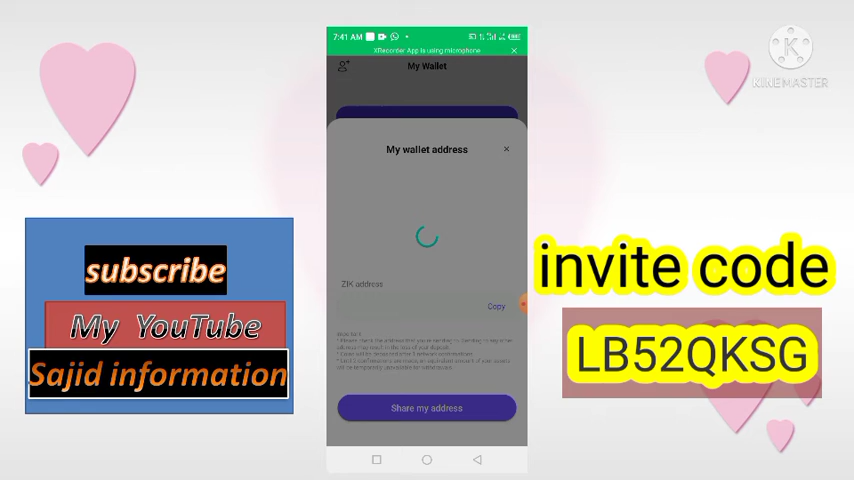 7:41 AM
XRecorder App is using microphone
My Wallet
KINEMASTER
My wallet address
ZIK address
Copy
Share my address
subscribe
My YouTube
Sajid information
invite code
LB52QKSG